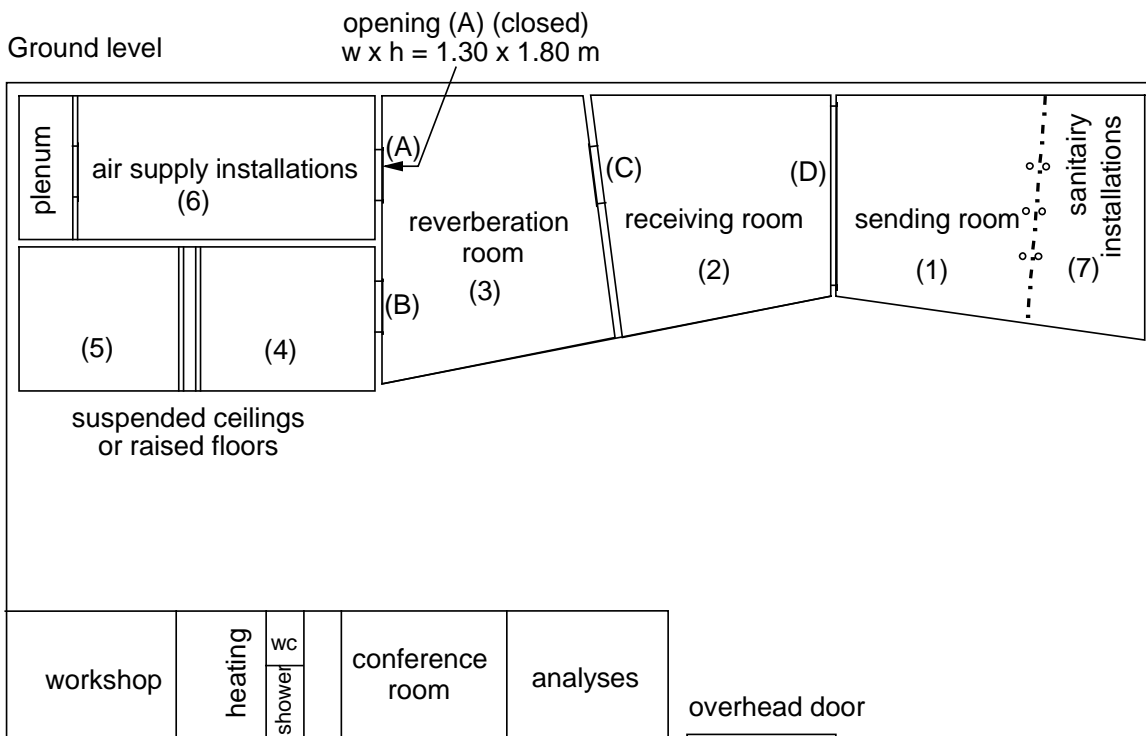 Ground level
opening (A) (closed)
w x h = 1.30 x 1.80 m
plenum
air supply installations
(6)
(A)
reverberation
room
(3)
(B)
(C)
receiving room
(2)
(D)
sending room
(1)
sanitairy
installations
(7)
(5)
(4)
suspended ceilings
or raised floors
workshop
heating
wc
shower
conference
room
analyses
overhead door